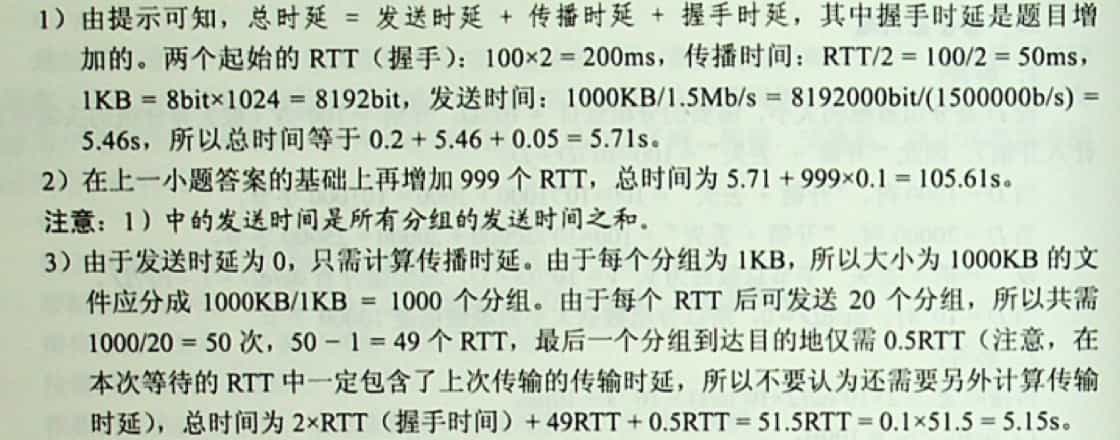 1）由提示可知，总时延 = 发送时延 + 传播时延 + 握手时延，其中握手时延是题目增
加的。两个起始的 RTT（握手）：100×2 = 200ms，传播时间：RTT/2 = 100/2 = 50ms，
1KB = 8bit×1024 = 8192bit，发送时间：1000KB/1.5Mb/s = 8192000bit/(1500000b/s) =
5.46s，所以总时间等于 0.2 + 5.46 + 0.05 = 5.71s。
2）在上一小题答案的基础上再增加 999 个 RTT，总时间为 5.71 + 999×0.1 = 105.61s。
注意：1）中的发送时间是所有分组的发送时间之和。
3）由于发送时延为 0，只需计算传播时延。由于每个分组为 1KB，所以大小为 1000KB 的文
件应分成 1000KB/1KB = 1000 个分组。由于每个 RTT 后可发送 20 个分组，所以共需
1000/20 = 50 次，50 − 1 = 49 个 RTT，最后一个分组到达目的地仅需 0.5RTT（注意，在
本次等待的 RTT 中一定包含了上次传输的传输时延，所以不要认为还需要另外计算传输
时延），总时间为 2×RTT（握手时间）+ 49RTT + 0.5RTT = 51.5RTT = 0.1×51.5 = 5.15s。